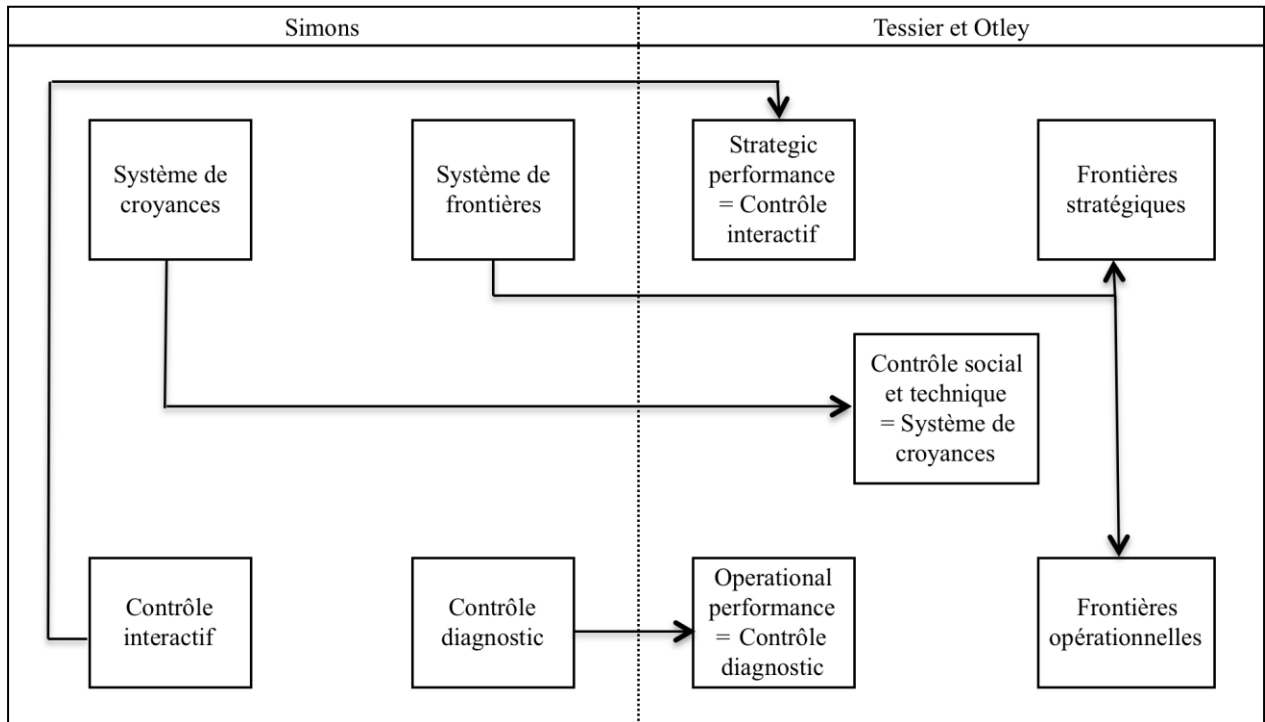 Simons
Tessier et Otley
Système de
croyances
Système de
frontières
Strategic
performance
= Contrôle
interactif
Frontières
stratégiques
Contrôle social
et technique
= Système de
croyances
Contrôle
interactif
Contrôle
diagnostic
Operational
performance
= Contrôle
diagnostic
Frontières
opérationnelles